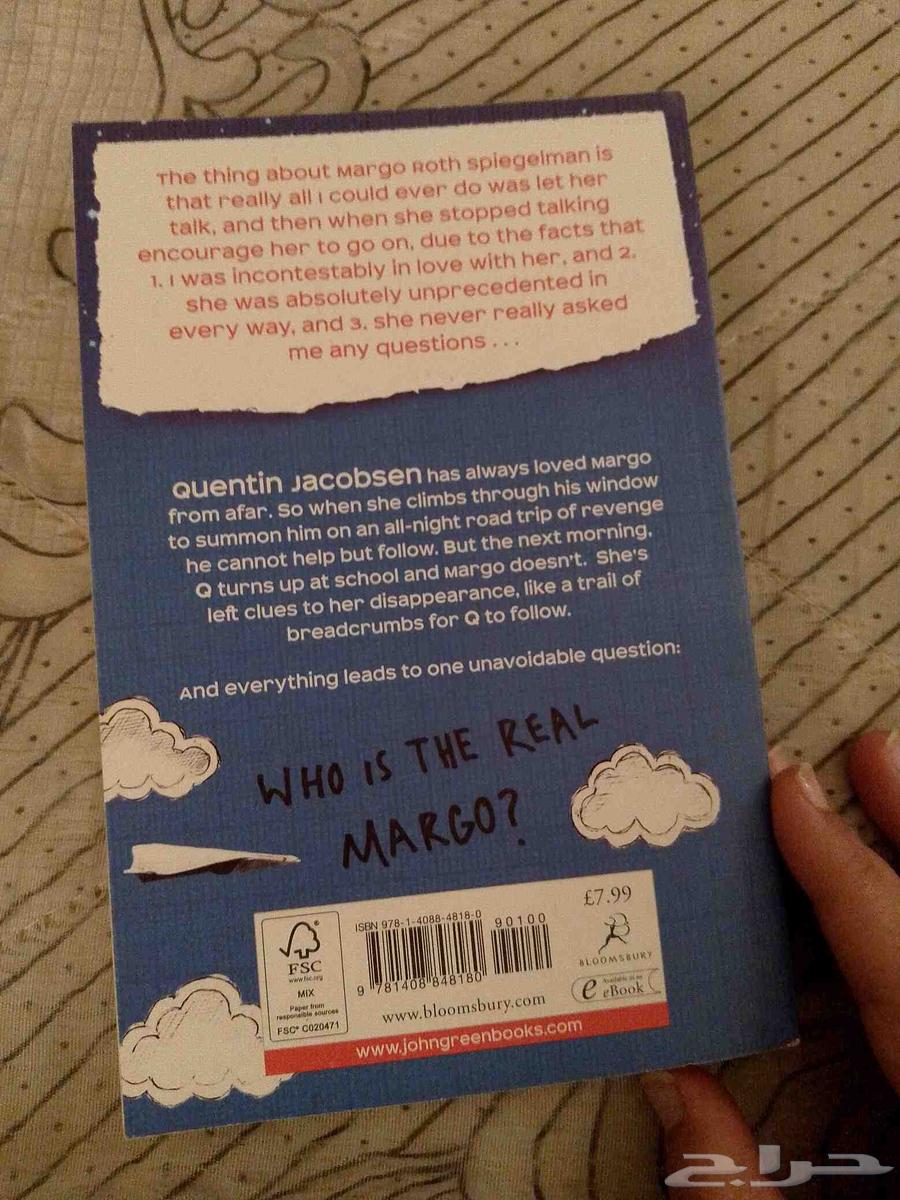 The thing about Margo Roth Spiegelman is
that really all I could ever do was let her
talk, and then when she stopped talking
encourage her to go on, due to the facts that
1. I was incontestably in love with her, and 2.
she was absolutely unprecedented in
every way, and 3. she never really asked
me any questions . . .
Quentin Jacobsen has always loved Margo
from afar. So when she climbs through his window
to summon him on an all-night road trip of revenge
he cannot help but follow. But the next morning,
Q turns up at school and Margo doesn't. She's
left clues to her disappearance, like a trail of
breadcrumbs for Q to follow.
And everything leads to one unavoidable question:
WHO IS THE REAL
MARGO?
FSC
www.fsc.org
MIX
Paper from
responsible sources
FSC® C020471
ISBN 978-1-4088-4818-0
90100
9 781408 848180
www.bloomsbury.com
£7.99
BLOOMSBURY
e Available as an
eBook
www.johngreenbooks.com
حراج